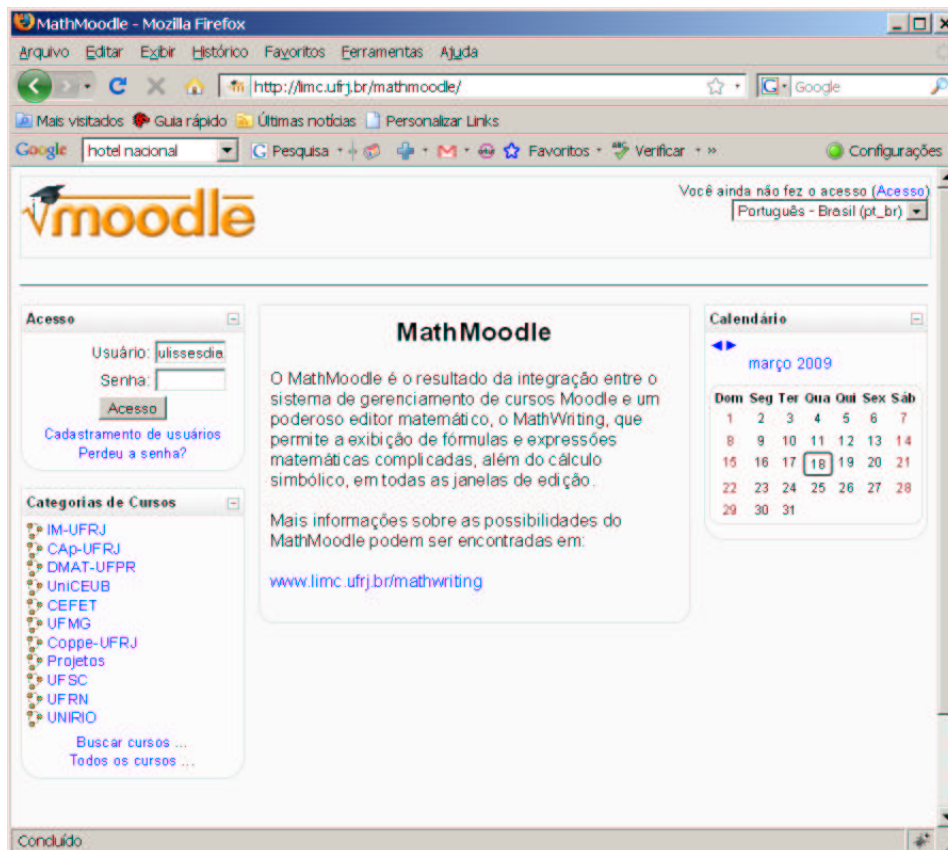 MathMoodle - Mozilla Firefox
Arquivo Editar Exibir Histórico Favoritos Ferramentas Ajuda
http://limc.ufrj.br/mathmoodle/
Google
Mais visitados Guia rápido Últimas notícias Personalizar Links
Google hotel nacional Pesquisa Favoritos Verificar » Configurações
moodle
Você ainda não fez o acesso (Acesso)
Português - Brasil (pt_br)
Acesso
Usuário: ulissesdia
Senha:
Acesso
Cadastramento de usuários
Perdeu a senha?
Categorias de Cursos
IM-UFRJ
CAp-UFRJ
DMAT-UFPR
UniCEUB
CEFET
UFMG
Coppe-UFRJ
Projetos
UFSC
UFRN
UNIRIO
Buscar cursos ...
Todos os cursos ...
MathMoodle
O MathMoodle é o resultado da integração entre o
sistema de gerenciamento de cursos Moodle e um
poderoso editor matemático, o MathWriting, que
permite a exibição de fórmulas e expressões
matemáticas complicadas, além do cálculo
simbólico, em todas as janelas de edição.
Mais informações sobre as possibilidades do
MathMoodle podem ser encontradas em:
www.limc.ufrj.br/mathwriting
Calendário
março 2009
Dom Seg Ter Qua Qui Sex Sáb
1 2 3 4 5 6 7
8 9 10 11 12 13 14
15 16 17 18 19 20 21
22 23 24 25 26 27 28
29 30 31
Concluído